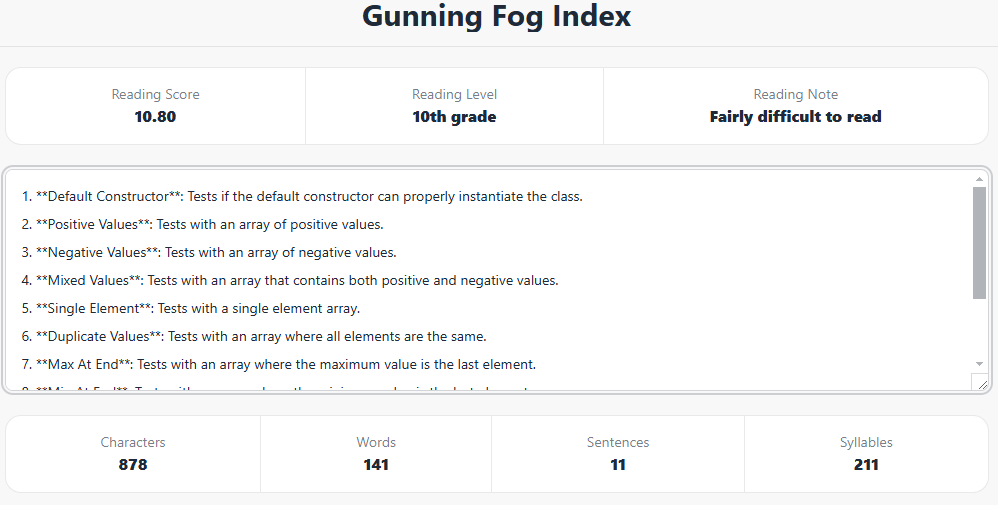 Gunning Fog Index
Reading Score
10.80
Reading Level
10th grade
Reading Note
Fairly difficult to read
1. **Default Constructor**: Tests if the default constructor can properly instantiate the class.
2. **Positive Values**: Tests with an array of positive values.
3. **Negative Values**: Tests with an array of negative values.
4. **Mixed Values**: Tests with an array that contains both positive and negative values.
5. **Single Element**: Tests with a single element array.
6. **Duplicate Values**: Tests with an array where all elements are the same.
7. **Max At End**: Tests with an array where the maximum value is the last element.
Characters
878
Words
141
Sentences
11
Syllables
211